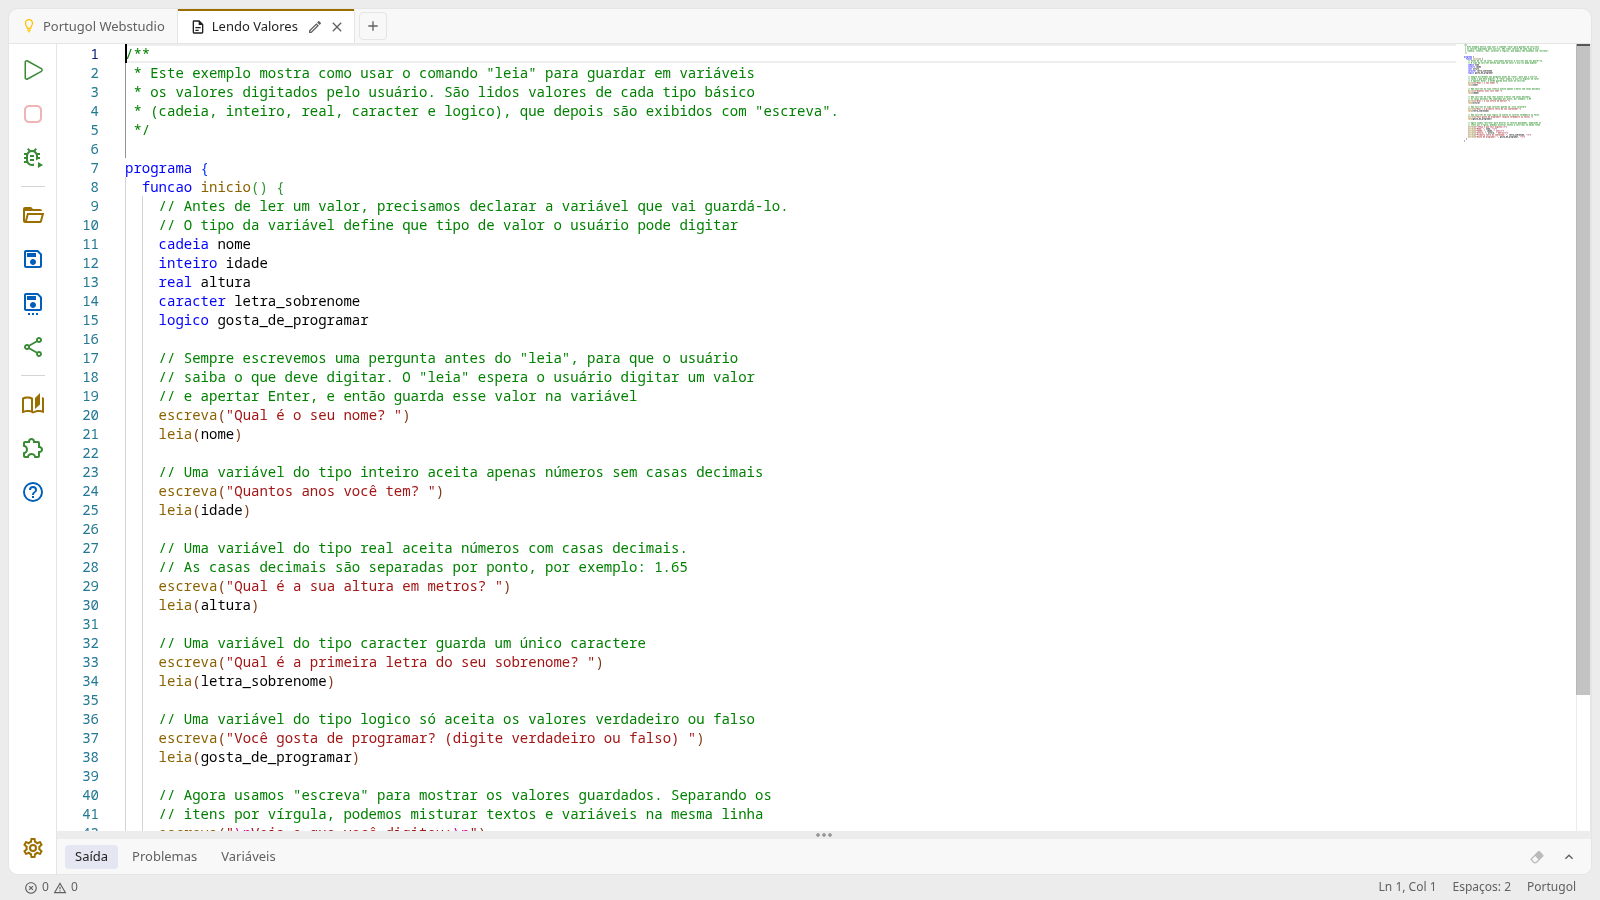 Portugol Webstudio
Lendo Valores
1 /**
2 * Este exemplo mostra como usar o comando "leia" para guardar em variáveis
3 * os valores digitados pelo usuário. São lidos valores de cada tipo básico
4 * (cadeia, inteiro, real, caracter e logico), que depois são exibidos com "escreva".
5 */
6
7 programa {
8 funcao inicio() {
9 // Antes de ler um valor, precisamos declarar a variável que vai guardá-lo.
10 // O tipo da variável define que tipo de valor o usuário pode digitar
11 cadeia nome
12 inteiro idade
13 real altura
14 caracter letra_sobrenome
15 logico gosta_de_programar
16
17 // Sempre escrevemos uma pergunta antes do "leia", para que o usuário
18 // saiba o que deve digitar. O "leia" espera o usuário digitar um valor
19 // e apertar Enter, e então guarda esse valor na variável
20 escreva("Qual é o seu nome? ")
21 leia(nome)
22
23 // Uma variável do tipo inteiro aceita apenas números sem casas decimais
24 escreva("Quantos anos você tem? ")
25 leia(idade)
26
27 // Uma variável do tipo real aceita números com casas decimais.
28 // As casas decimais são separadas por ponto, por exemplo: 1.65
29 escreva("Qual é a sua altura em metros? ")
30 leia(altura)
31
32 // Uma variável do tipo caracter guarda um único caractere
33 escreva("Qual é a primeira letra do seu sobrenome? ")
34 leia(letra_sobrenome)
35
36 // Uma variável do tipo logico só aceita os valores verdadeiro ou falso
37 escreva("Você gosta de programar? (digite verdadeiro ou falso) ")
38 leia(gosta_de_programar)
39
40 // Agora usamos "escreva" para mostrar os valores guardados. Separando os
41 // itens por vírgula, podemos misturar textos e variáveis na mesma linha
Saída Problemas Variáveis
0 0
Ln 1, Col 1 Espaços: 2 Portugol